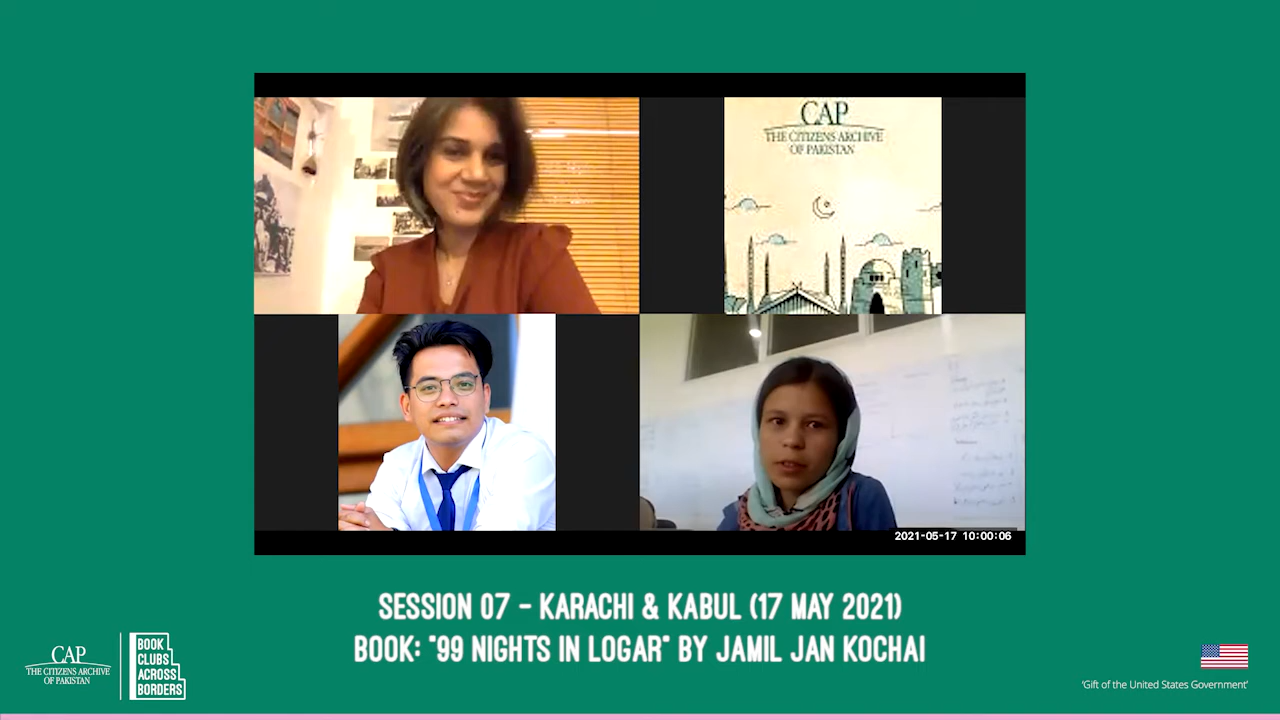 CAP
THE CITIZENS ARCHIVE
OF PAKISTAN
2021-05-17 10:00:06
SESSION 07 - KARACHI & KABUL (17 MAY 2021)
BOOK: "99 NIGHTS IN LOGAR" BY JAMIL JAN KOCHAI
CAP
THE CITIZENS ARCHIVE
OF PAKISTAN
BOOK
CLUBS
ACROSS
BORDERS
'Gift of the United States Government'